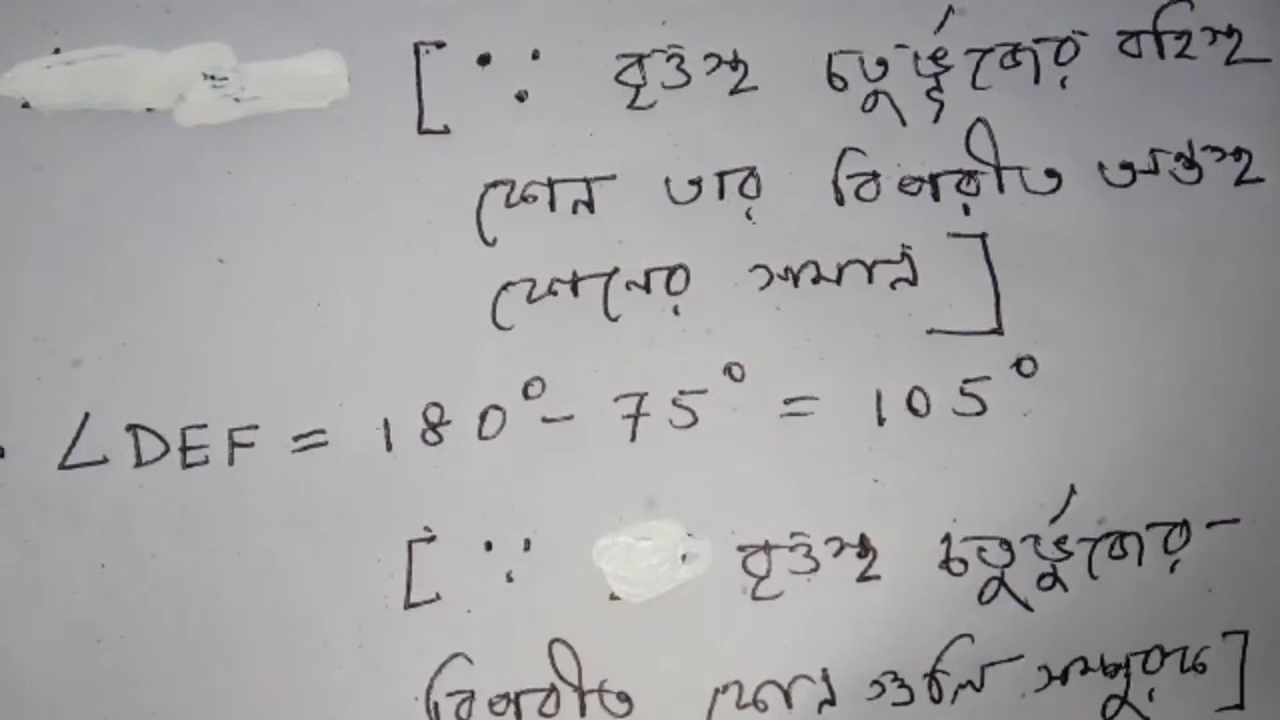 [∵ বৃত্তস্থ চতুর্ভুজের বহিস্থ
কোন তার বিপরীত অন্তস্থ
কোনের সমান]
∠DEF = 180° - 75° = 105°
[∵ বৃত্তস্থ চতুর্ভুজের-
বিপরীত কোন গুলি সম্পুরক]